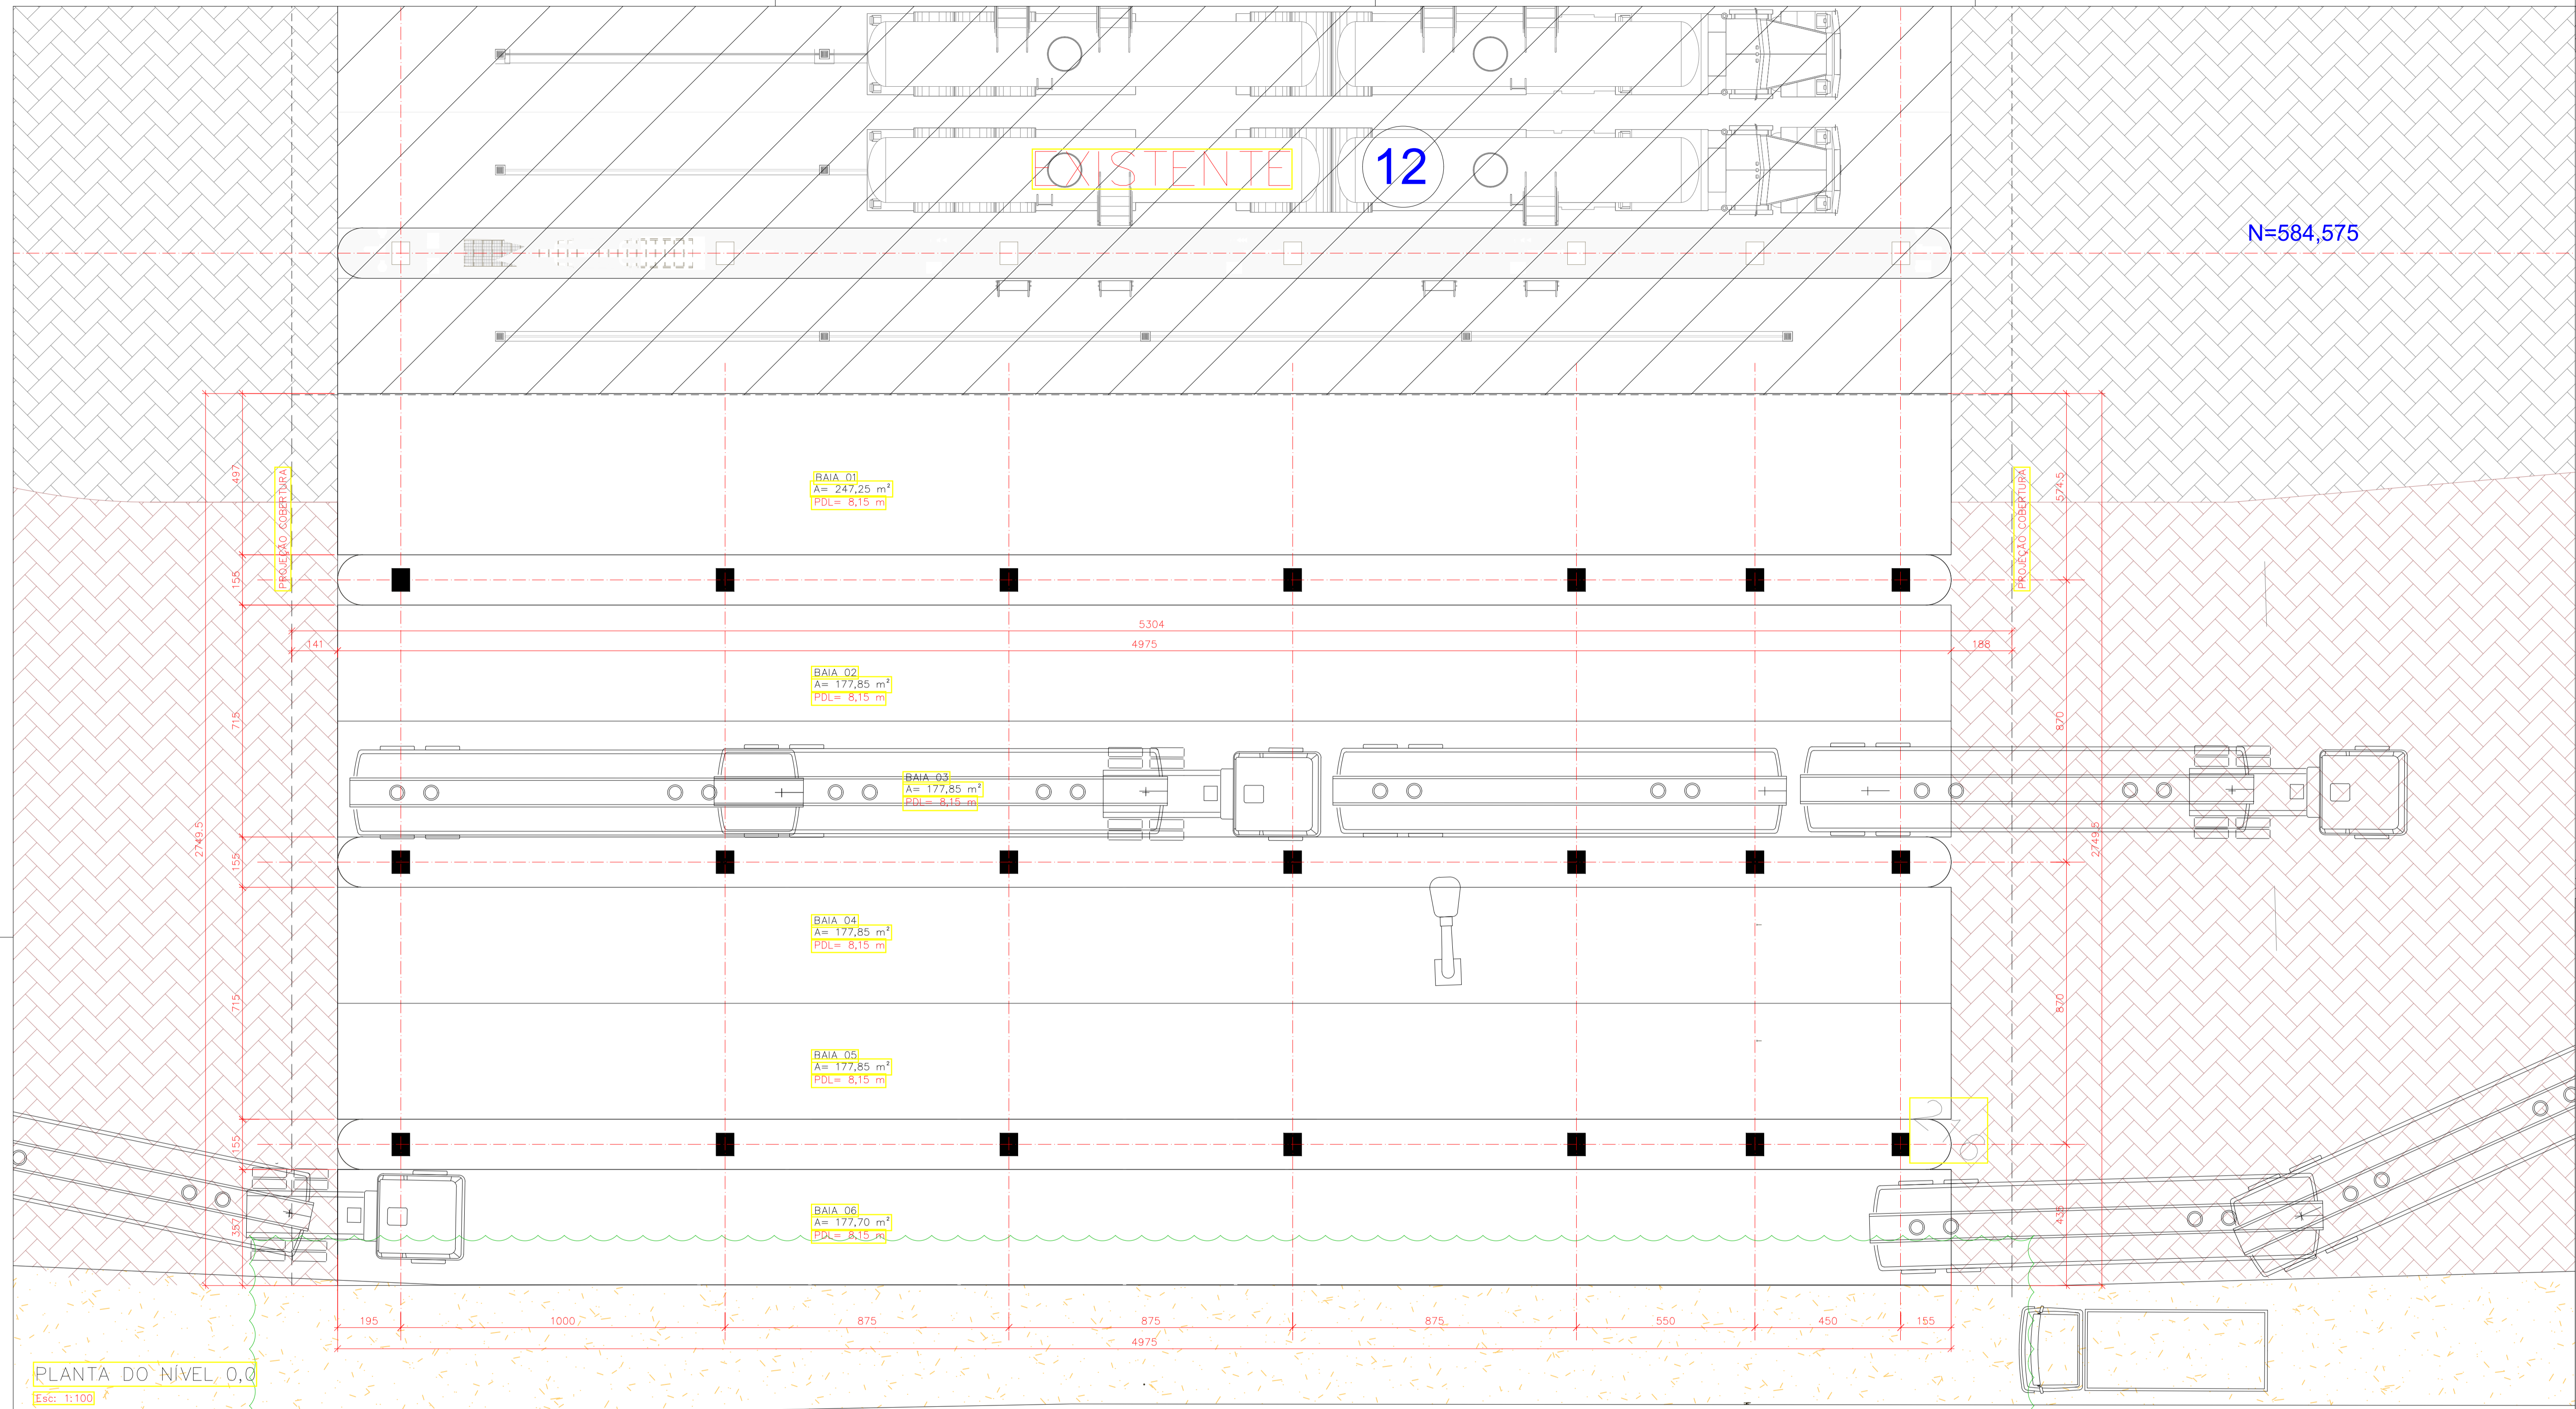 EXISTENTE
12
N=584,575
PROJEÇÃO COBERTURA
PROJEÇÃO COBERTURA
497
155
715
155
715
155
357
2749.5
574.5
870
870
435
2749.5
BAIA 01
A= 247,25 m²
PDL= 8,15 m
5304
141
4975
188
BAIA 02
A= 177,85 m²
PDL= 8,15 m
BAIA 03
A= 177,85 m²
PDL= 8,15 m
BAIA 04
A= 177,85 m²
PDL= 8,15 m
BAIA 05
A= 177,85 m²
PDL= 8,15 m
BAIA 06
A= 177,70 m²
PDL= 8,15 m
195
1000
875
875
875
550
450
155
4975
PLANTA DO NÍVEL 0,0
Esc: 1:100